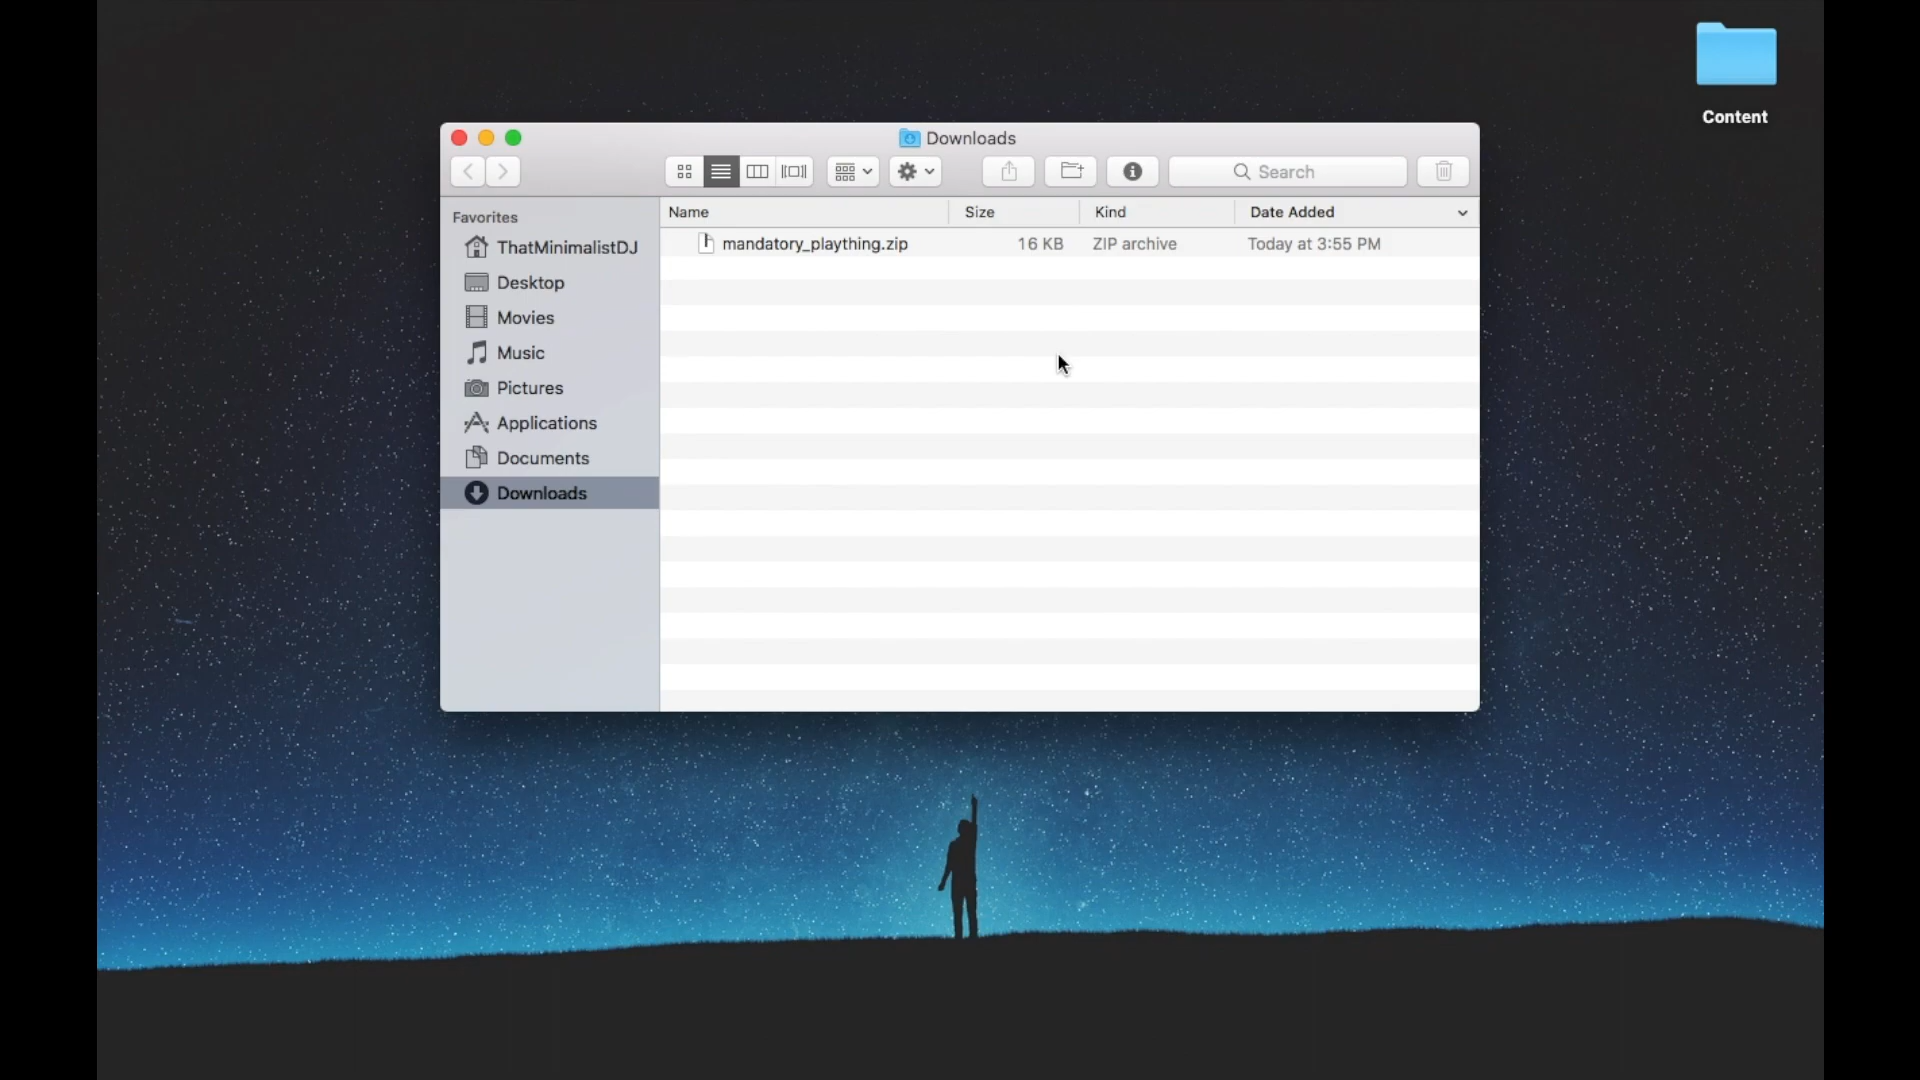 Content
Downloads
Search
Favorites
ThatMinimalistDJ
Desktop
Movies
Music
Pictures
Applications
Documents
Downloads
Name Size Kind Date Added
mandatory_plaything.zip 16 KB ZIP archive Today at 3:55 PM